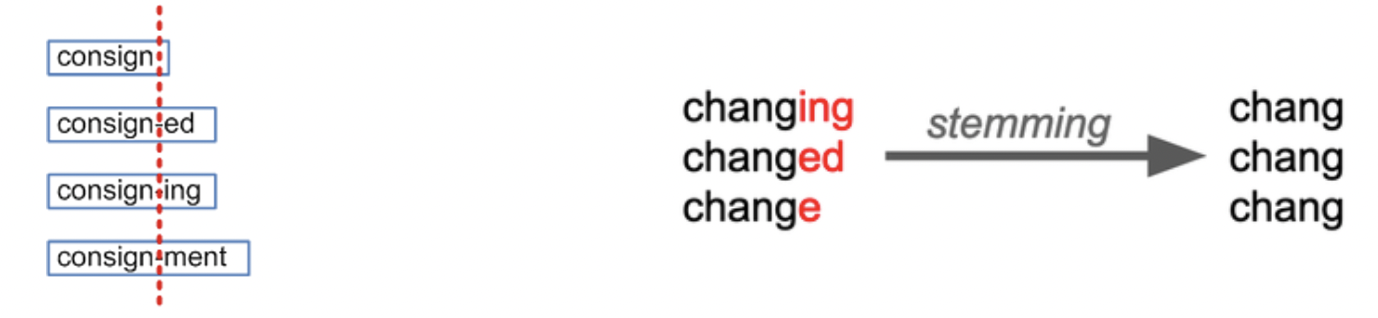 consign
consign-ed
consign-ing
consign-ment
changing
changed
change
stemming
chang
chang
chang